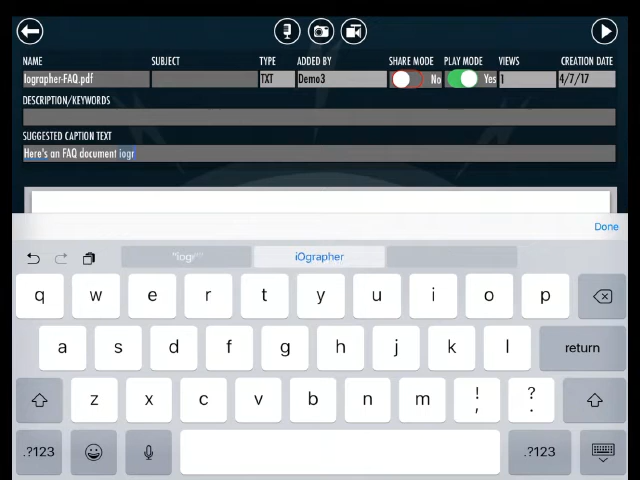 NAME SUBJECT TYPE ADDED BY SHARE MODE PLAY MODE VIEWS CREATION DATE
Iographer-FAQ.pdf TXT Demo3 No Yes 1 4/7/17
DESCRIPTION/KEYWORDS
SUGGESTED CAPTION TEXT
Here's an FAQ document iogr
Done
"iogr" iOgrapher
q w e r t y u i o p
a s d f g h j k l return
z x c v b n m ! , ? .
.?123 .?123